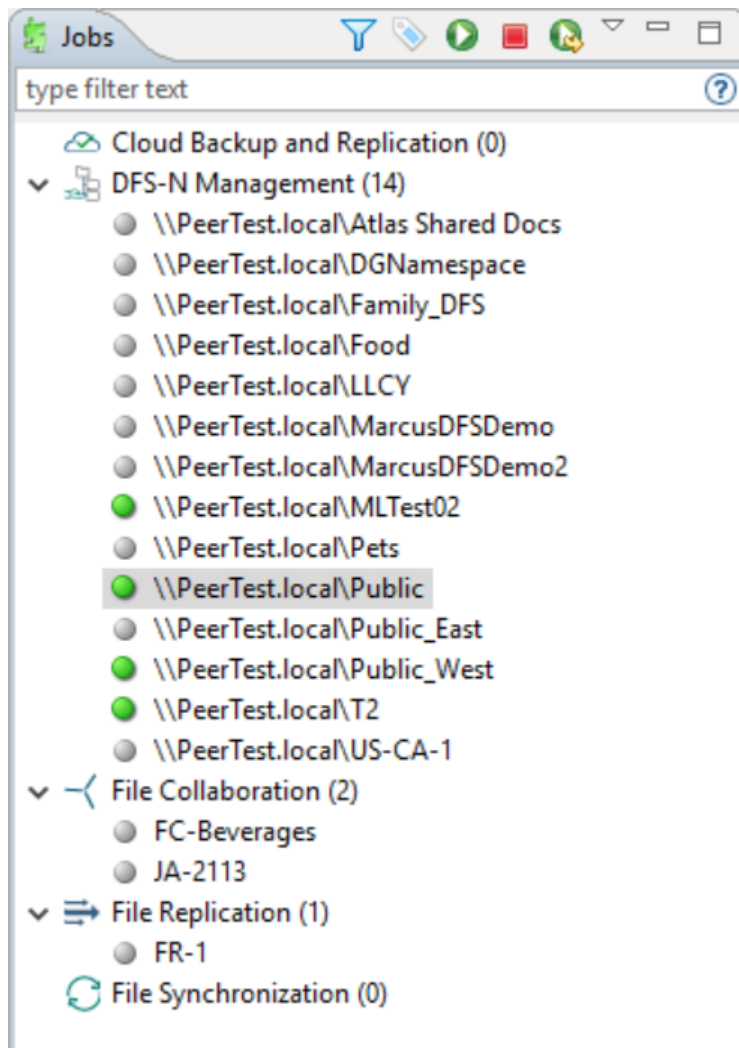 Jobs
type filter text
Cloud Backup and Replication (0)
DFS-N Management (14)
\\PeerTest.local\Atlas Shared Docs
\\PeerTest.local\DGNamespace
\\PeerTest.local\Family_DFS
\\PeerTest.local\Food
\\PeerTest.local\LLCY
\\PeerTest.local\MarcusDFSDemo
\\PeerTest.local\MarcusDFSDemo2
\\PeerTest.local\MLTest02
\\PeerTest.local\Pets
\\PeerTest.local\Public
\\PeerTest.local\Public_East
\\PeerTest.local\Public_West
\\PeerTest.local\T2
\\PeerTest.local\US-CA-1
File Collaboration (2)
FC-Beverages
JA-2113
File Replication (1)
FR-1
File Synchronization (0)